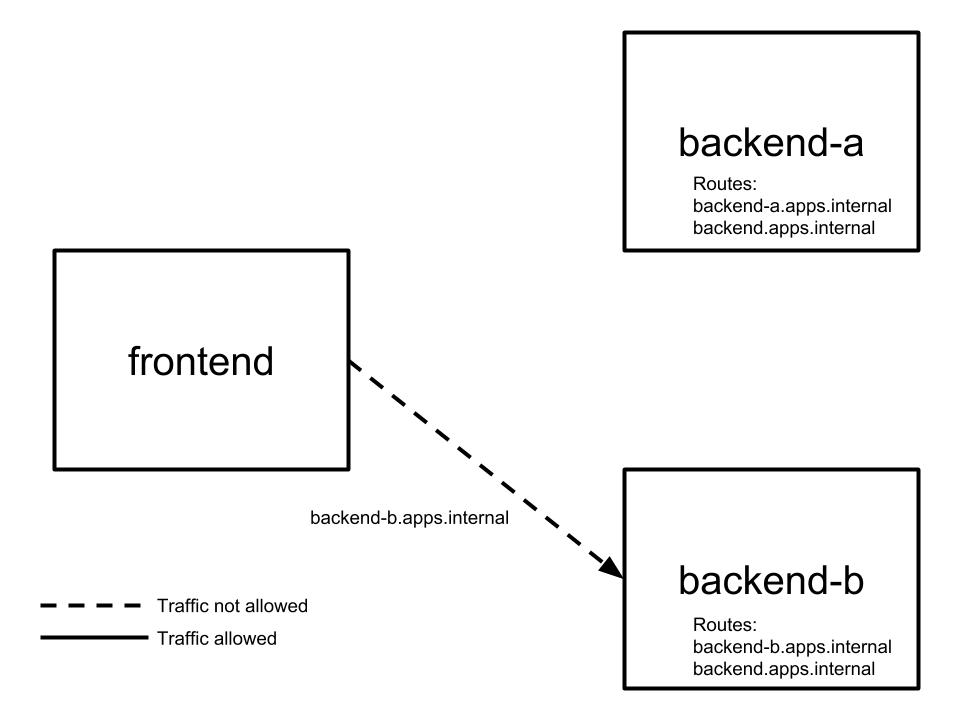 backend-a
Routes:
backend-a.apps.internal
backend.apps.internal
frontend
backend-b.apps.internal
backend-b
Routes:
backend-b.apps.internal
backend.apps.internal
Traffic not allowed
Traffic allowed